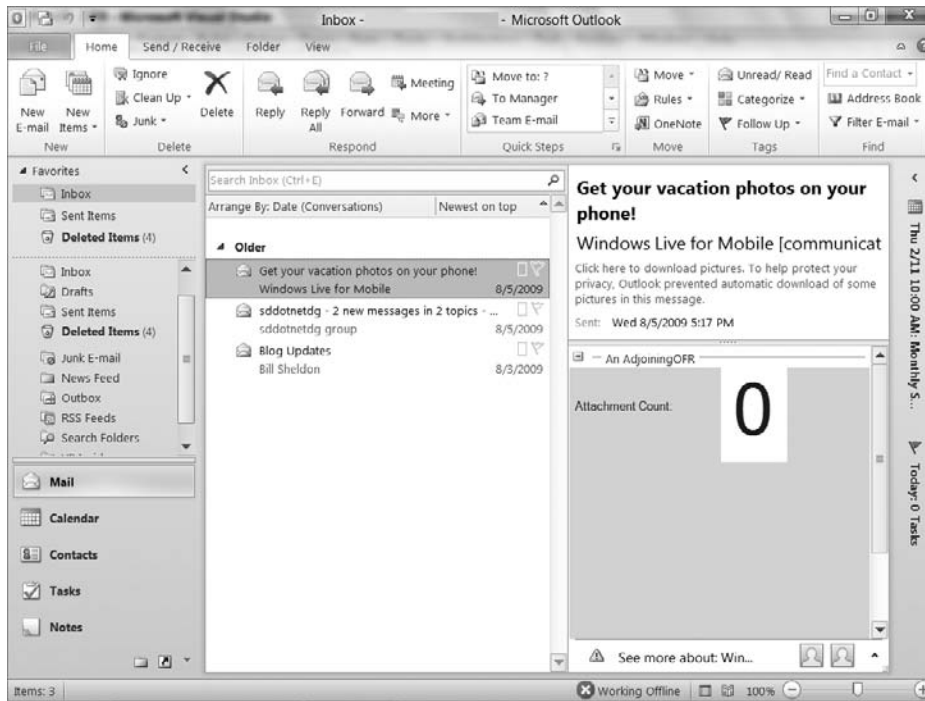 Inbox - - Microsoft Outlook
File Home Send / Receive Folder View
New E-mail
New Items
Ignore
Clean Up
Junk
Delete
Reply
Reply All
Forward
Meeting
More
Move to: ?
To Manager
Team E-mail
Move
Rules
OneNote
Unread/ Read
Categorize
Follow Up
Find a Contact
Address Book
Filter E-mail
New Delete Respond Quick Steps Move Tags Find
Favorites
Inbox
Sent Items
Deleted Items (4)
Inbox
Drafts
Sent Items
Deleted Items (4)
Junk E-mail
News Feed
Outbox
RSS Feeds
Search Folders
Mail
Calendar
Contacts
Tasks
Notes
Search Inbox (Ctrl+E)
Arrange By: Date (Conversations) Newest on top
Older
Get your vacation photos on your phone!
Windows Live for Mobile 8/5/2009
sddotnetdg - 2 new messages in 2 topics - ...
sddotnetdg group 8/5/2009
Blog Updates
Bill Sheldon 8/3/2009
Get your vacation photos on your
phone!
Windows Live for Mobile [communicat
Click here to download pictures. To help protect your
privacy, Outlook prevented automatic download of some
pictures in this message.
Sent: Wed 8/5/2009 5:17 PM
An AdjoiningOFR
Attachment Count: 0
See more about: Win...
Thu 2/11 10:00 AM: Monthly S...
Today: 0 Tasks
Items: 3
Working Offline 100%